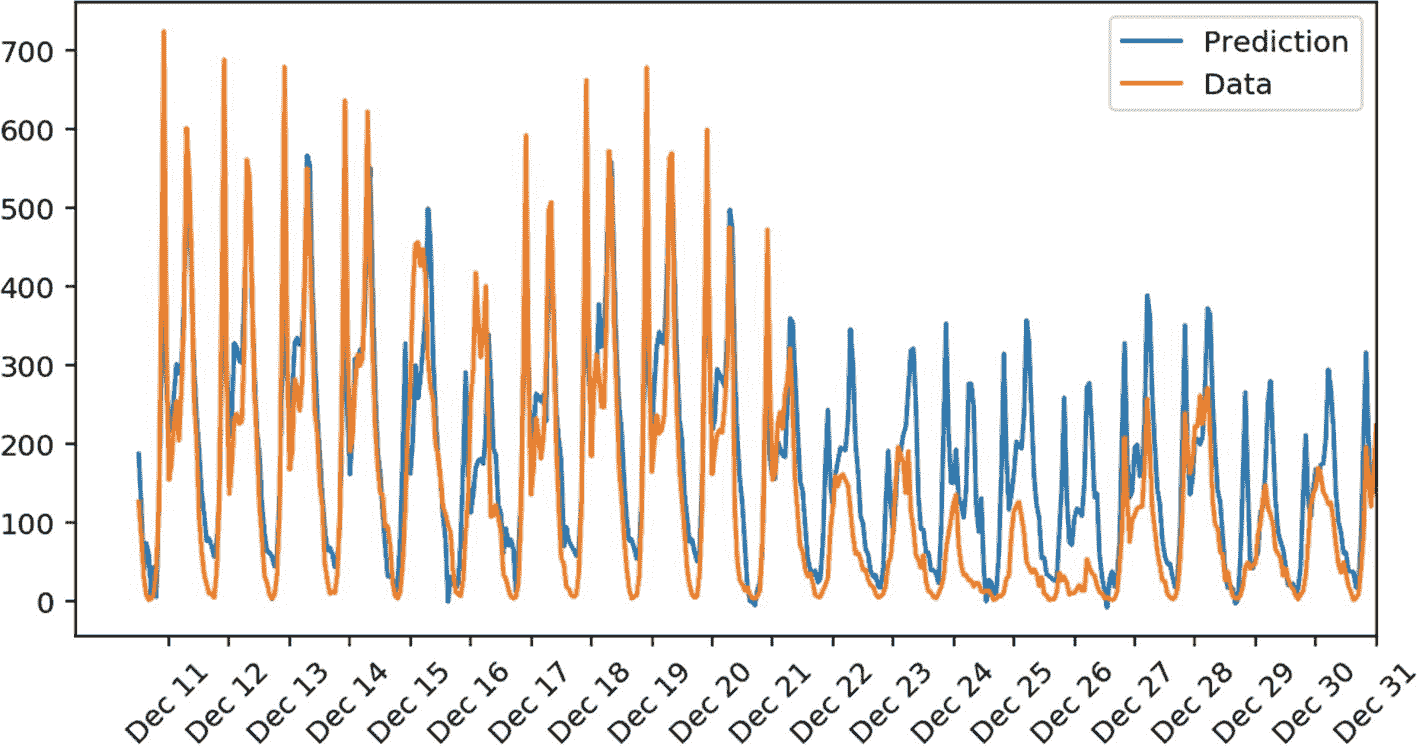 700
600
500
400
300
200
100
0
Prediction
Data
Dec 11
Dec 12
Dec 13
Dec 14
Dec 15
Dec 16
Dec 17
Dec 18
Dec 19
Dec 20
Dec 21
Dec 22
Dec 23
Dec 24
Dec 25
Dec 26
Dec 27
Dec 28
Dec 29
Dec 30
Dec 31